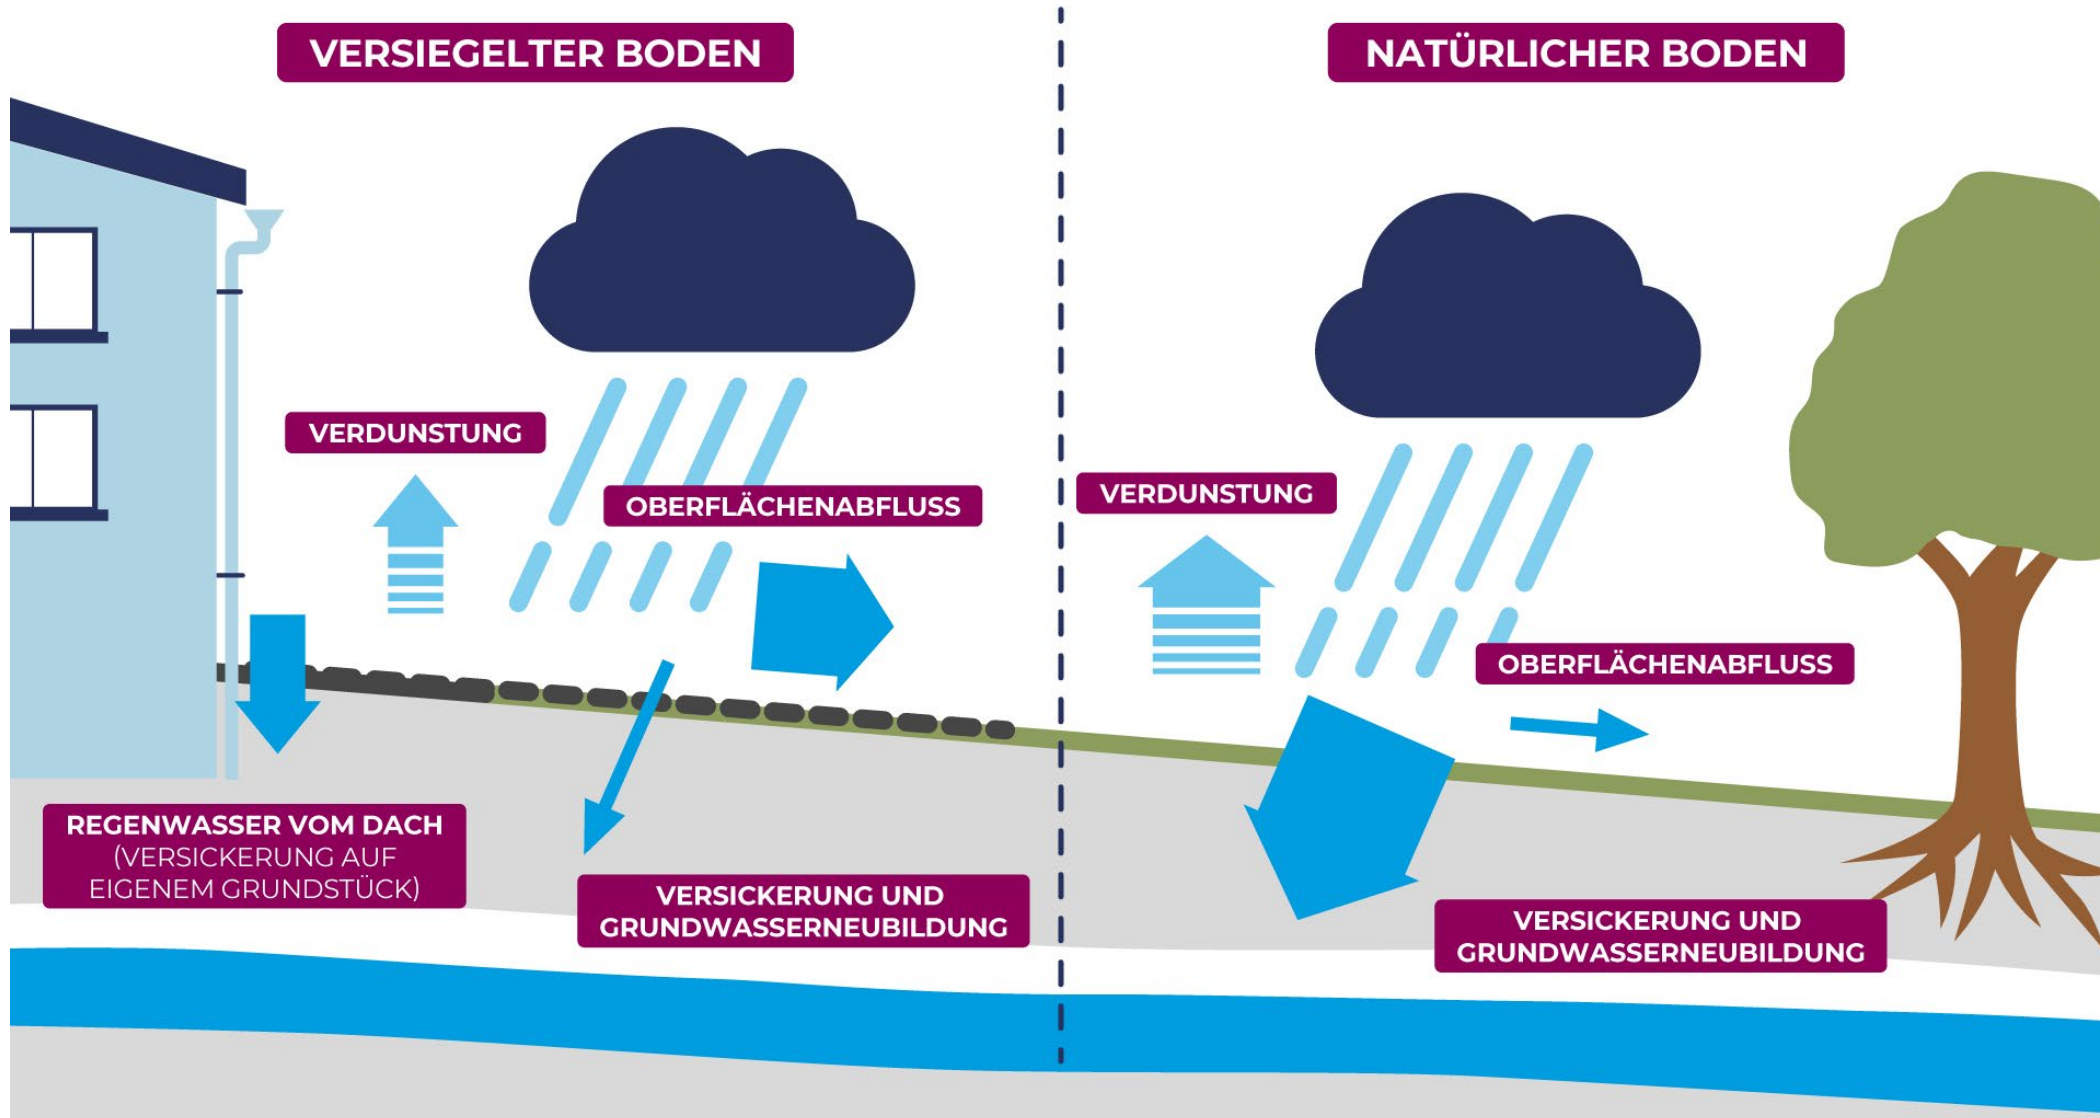 VERSIEGELTER BODEN
VERDUNSTUNG
OBERFLÄCHENABFLUSS
REGENWASSER VOM DACH
(VERSICKERUNG AUF
EIGENEM GRUNDSTÜCK)
VERSICKERUNG UND
GRUNDWASSERNEUBILDUNG
NATÜRLICHER BODEN
VERDUNSTUNG
OBERFLÄCHENABFLUSS
VERSICKERUNG UND
GRUNDWASSERNEUBILDUNG